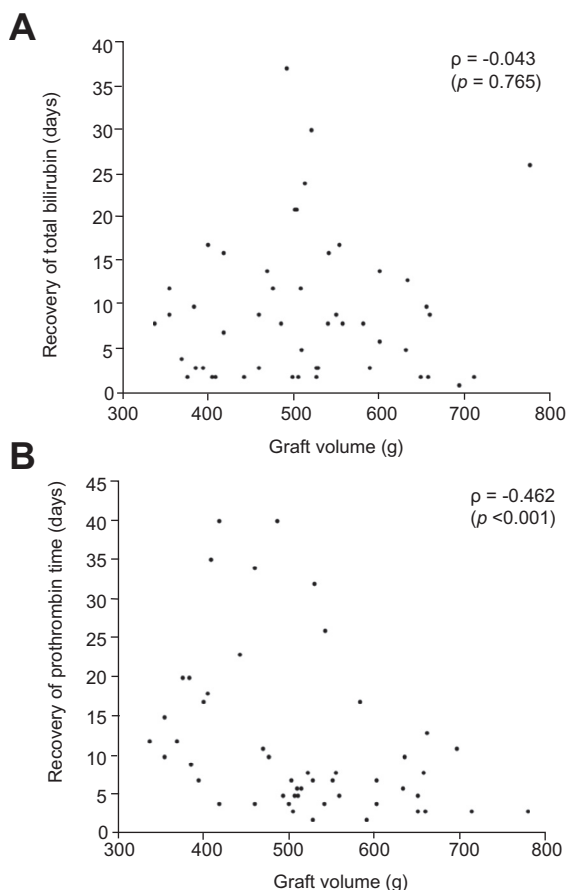 A
ρ = -0.043
(p = 0.765)
Recovery of total bilirubin (days)
40
35
30
25
20
15
10
5
0
300 400 500 600 700 800
Graft volume (g)
B
ρ = -0.462
(p <0.001)
Recovery of prothrombin time (days)
45
40
35
30
25
20
15
10
5
0
300 400 500 600 700 800
Graft volume (g)